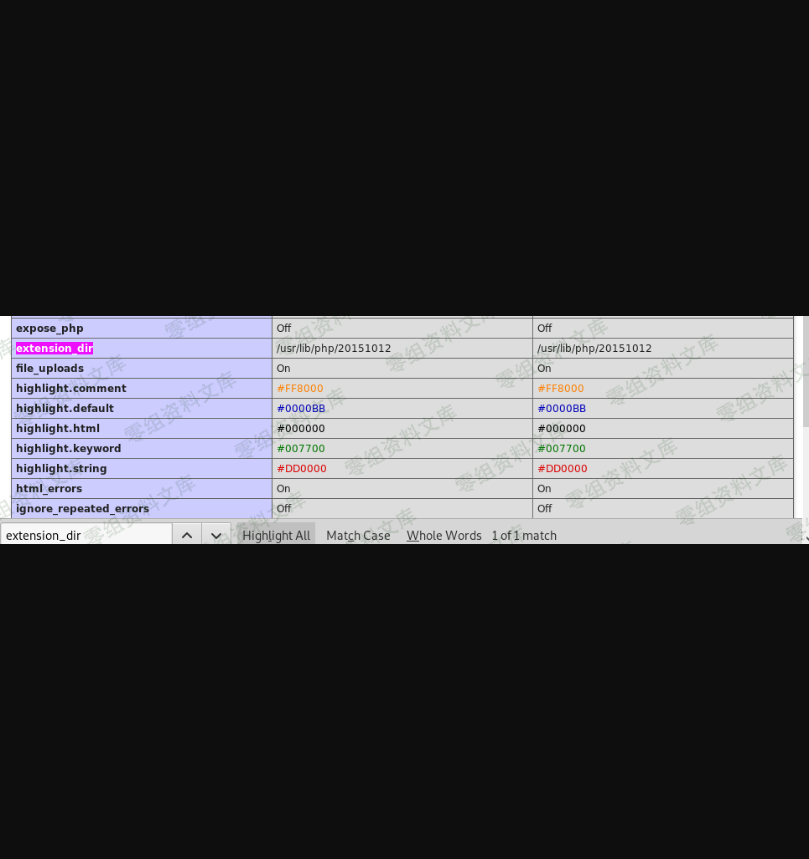 expose_php Off Off
extension_dir /usr/lib/php/20151012 /usr/lib/php/20151012
file_uploads On On
highlight.comment #FF8000 #FF8000
highlight.default #0000BB #0000BB
highlight.html #000000 #000000
highlight.keyword #007700 #007700
highlight.string #DD0000 #DD0000
html_errors On On
ignore_repeated_errors Off Off
extension_dir Highlight All Match Case Whole Words 1 of 1 match
零组资料文库